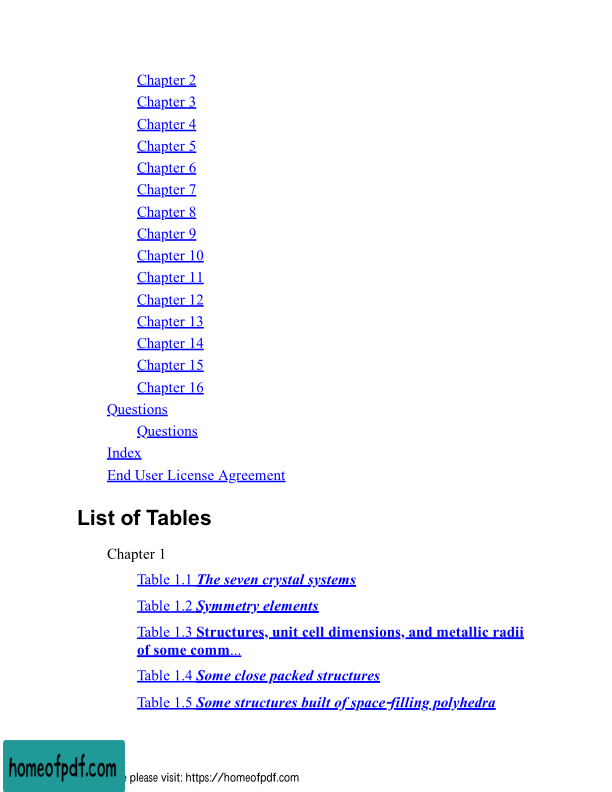 Chapter 2
Chapter 3
Chapter 4
Chapter 5
Chapter 6
Chapter 7
Chapter 8
Chapter 9
Chapter 10
Chapter 11
Chapter 12
Chapter 13
Chapter 14
Chapter 15
Chapter 16
Questions
Questions
Index
End User License Agreement
List of Tables
Chapter 1
Table 1.1 The seven crystal systems
Table 1.2 Symmetry elements
Table 1.3 Structures, unit cell dimensions, and metallic radii
of some comm...
Table 1.4 Some close packed structures
Table 1.5 Some structures built of space-filling polyhedra
homeofpdf.com
please visit: https://homeofpdf.com